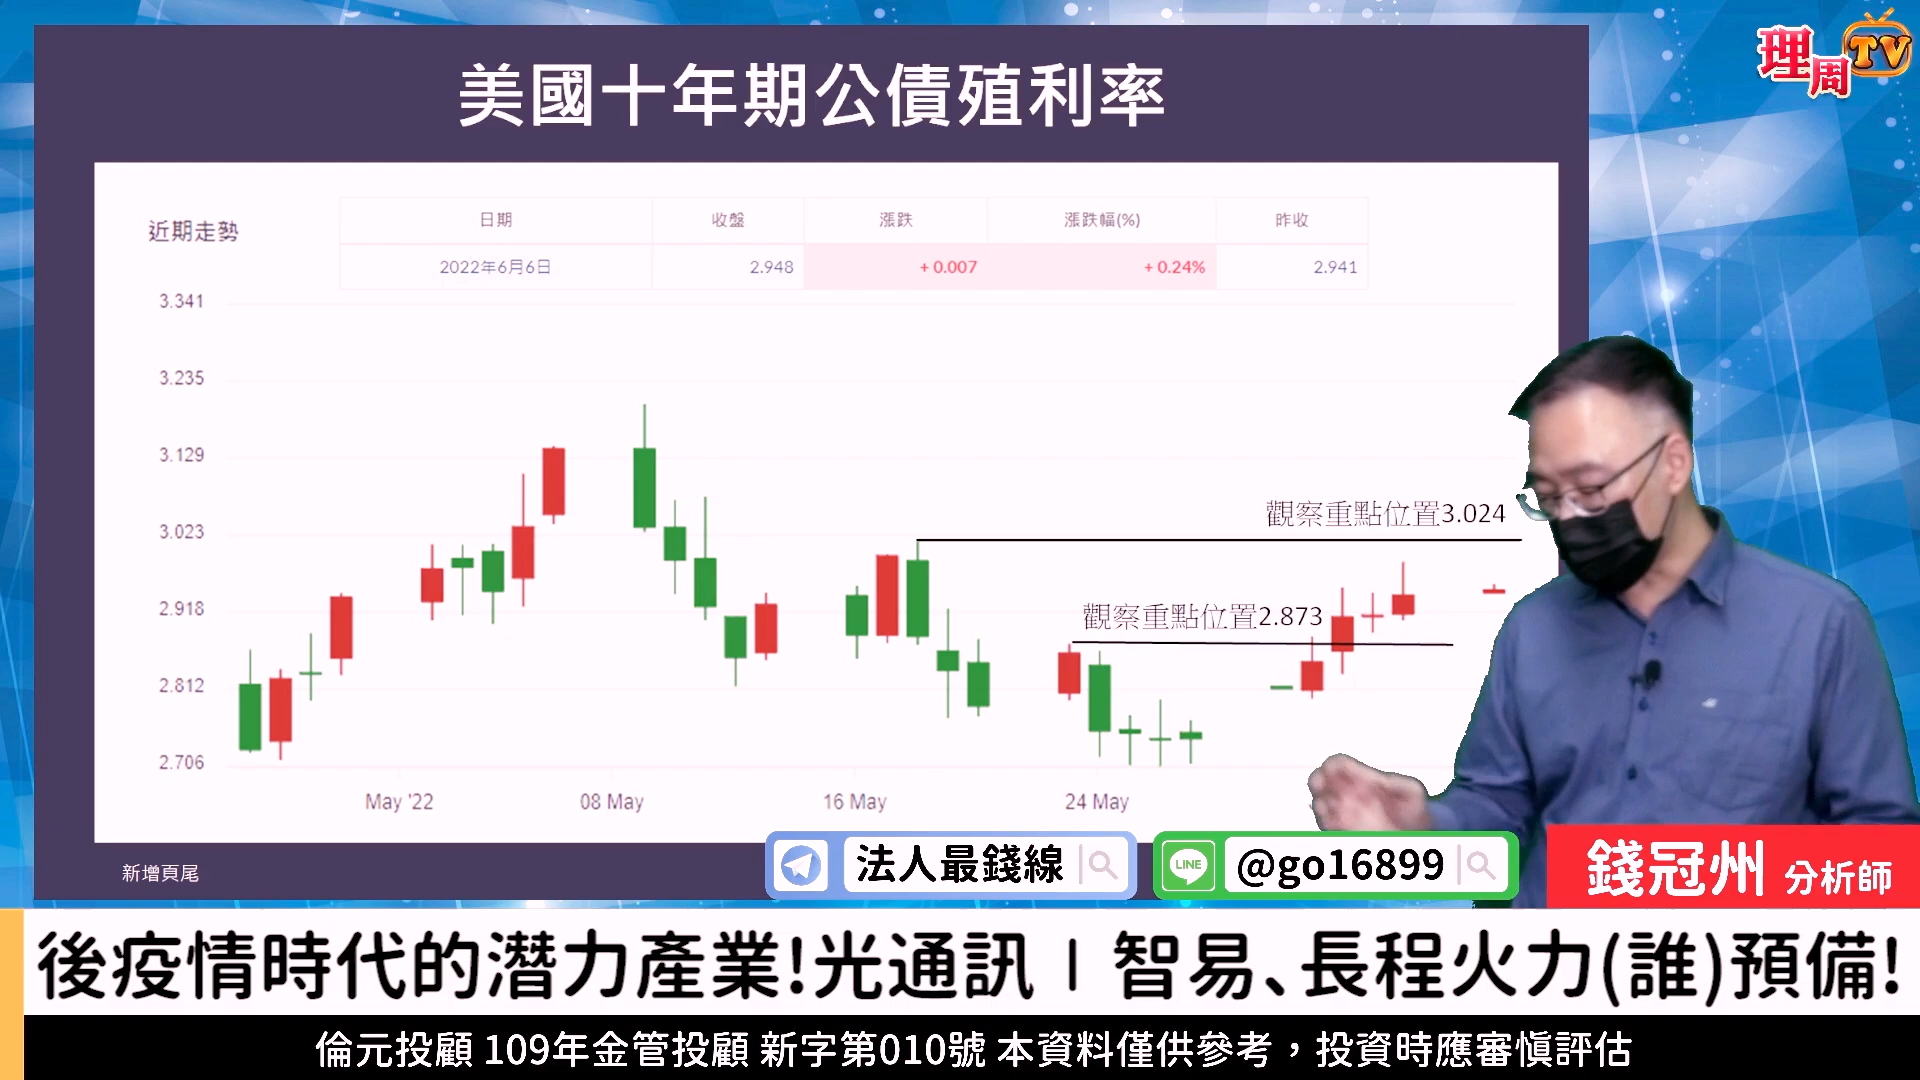 美國十年期公債殖利率
理周TV
近期走勢
日期 收盤 漲跌 漲跌幅(%) 昨收
2022年6月6日 2.948 + 0.007 + 0.24% 2.941
3.341
3.235
3.129
3.023
2.918
2.812
2.706
觀察重點位置3.024
觀察重點位置2.873
May '22 08 May 16 May 24 May
新增頁尾
法人最錢線
LINE @go16899
錢冠州 分析師
後疫情時代的潛力產業!光通訊 | 智易、長程火力(誰)預備!
倫元投顧 109年金管投顧 新字第010號 本資料僅供參考，投資時應審慎評估